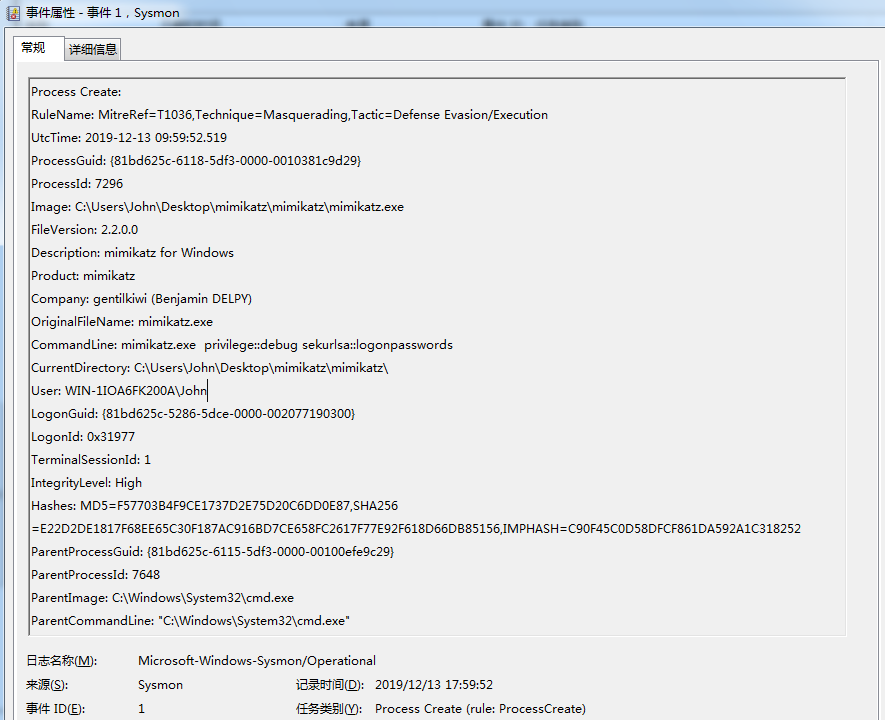 事件属性 - 事件 1，Sysmon
常规 详细信息
Process Create:
RuleName: MitreRef=T1036,Technique=Masquerading,Tactic=Defense Evasion/Execution
UtcTime: 2019-12-13 09:59:52.519
ProcessGuid: {81bd625c-6118-5df3-0000-0010381c9d29}
ProcessId: 7296
Image: C:\Users\John\Desktop\mimikatz\mimikatz\mimikatz.exe
FileVersion: 2.2.0.0
Description: mimikatz for Windows
Product: mimikatz
Company: gentilkiwi (Benjamin DELPY)
OriginalFileName: mimikatz.exe
CommandLine: mimikatz.exe  privilege::debug sekurlsa::logonpasswords
CurrentDirectory: C:\Users\John\Desktop\mimikatz\mimikatz\
User: WIN-1IOA6FK200A\John
LogonGuid: {81bd625c-5286-5dce-0000-002077190300}
LogonId: 0x31977
TerminalSessionId: 1
IntegrityLevel: High
Hashes: MD5=F57703B4F9CE1737D2E75D20C6DD0E87,SHA256
=E22D2DE1817F68EE65C30F187AC916BD7CE658FC2617F77E92F618D66DB85156,IMPHASH=C90F45C0D58DFCF861DA592A1C318252
ParentProcessGuid: {81bd625c-6115-5df3-0000-00100efe9c29}
ParentProcessId: 7648
ParentImage: C:\Windows\System32\cmd.exe
ParentCommandLine: "C:\Windows\System32\cmd.exe"
日志名称(M): Microsoft-Windows-Sysmon/Operational
来源(S): Sysmon 记录时间(D): 2019/12/13 17:59:52
事件 ID(E): 1 任务类别(Y): Process Create (rule: ProcessCreate)